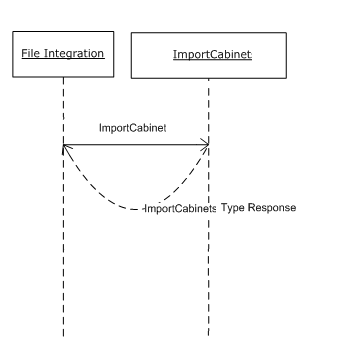 File Integration
ImportCabinet
ImportCabinet
ImportCabinets Type Response